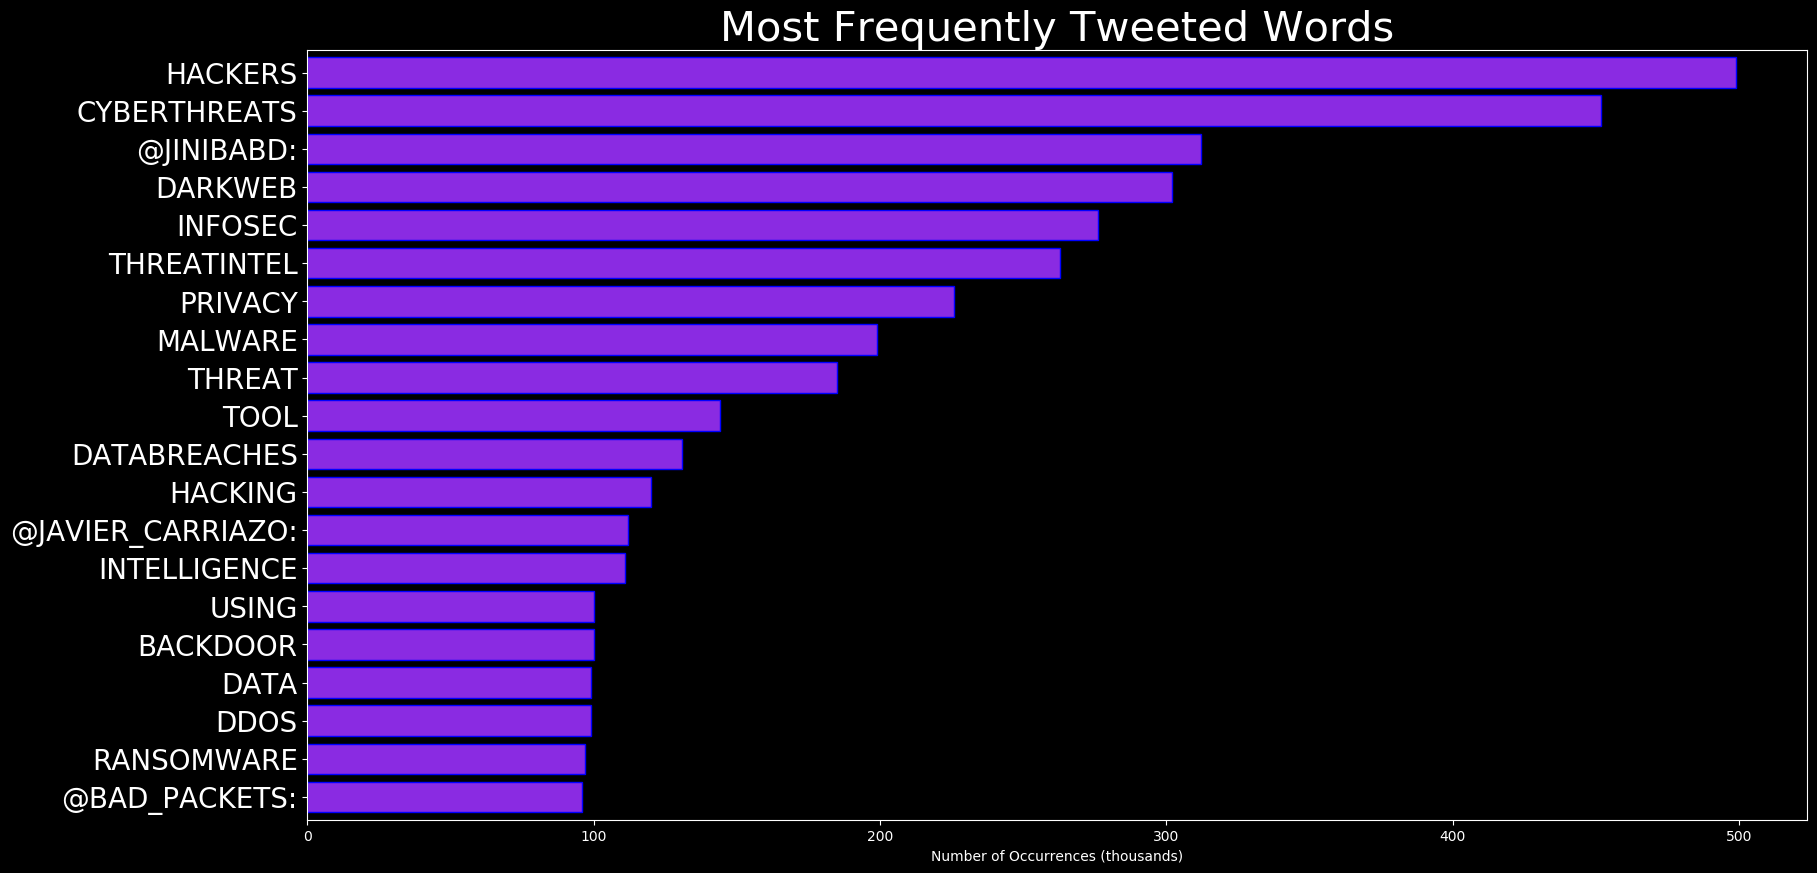 Most Frequently Tweeted Words
HACKERS
CYBERTHREATS
@JINIBABD:
DARKWEB
INFOSEC
THREATINTEL
PRIVACY
MALWARE
THREAT
TOOL
DATABREACHES
HACKING
@JAVIER_CARRIAZO:
INTELLIGENCE
USING
BACKDOOR
DATA
DDOS
RANSOMWARE
@BAD_PACKETS:
0 100 200 300 400 500
Number of Occurrences (thousands)